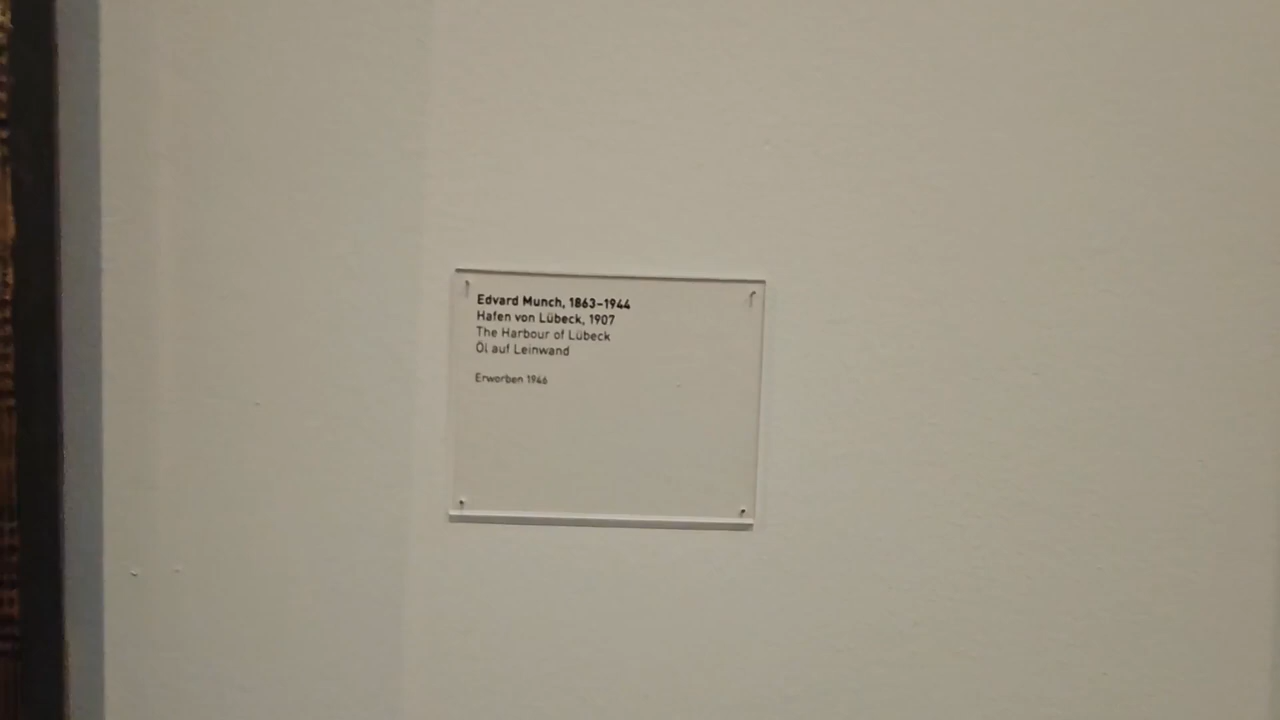 Edvard Munch, 1863–1944
Hafen von Lübeck, 1907
The Harbour of Lübeck
Öl auf Leinwand
Erworben 1946